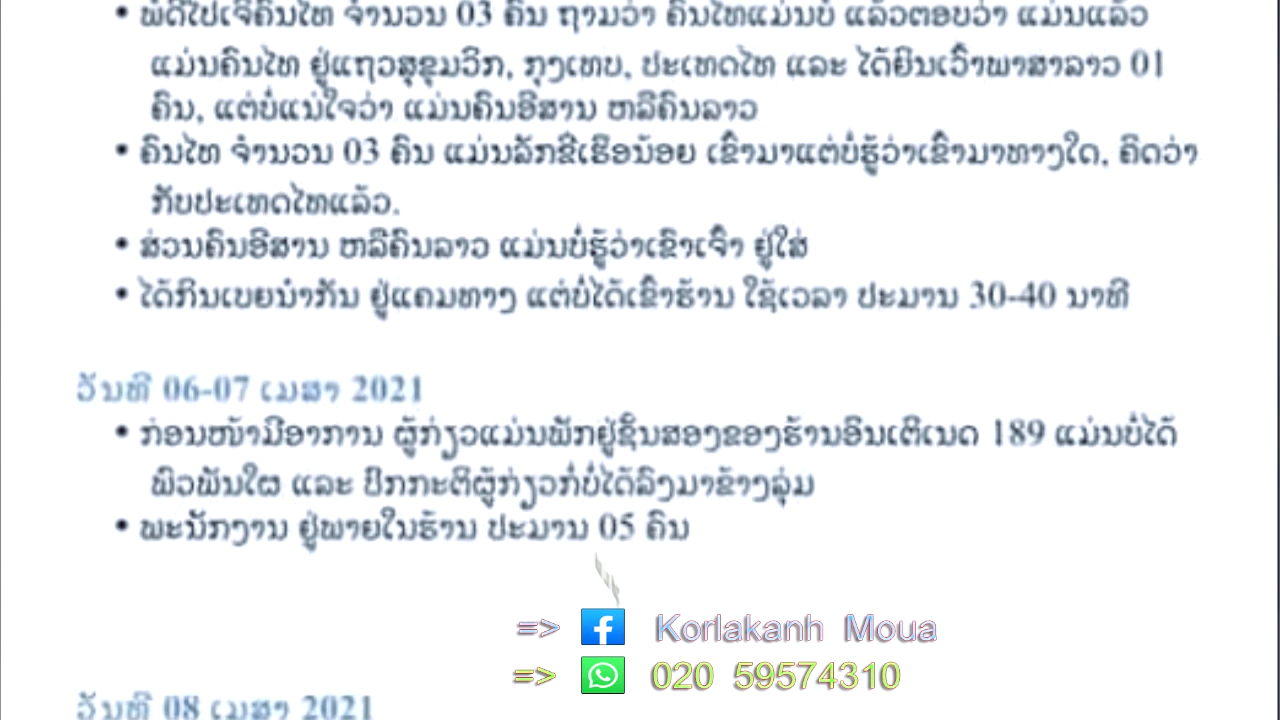 • ພໍດີໄປເຈີຄົນໄທ ຈຳນວນ 03 ຄົນ ຖາມວ່າ ຄົນໄທແມ່ນບໍ່ ແລ້ວຕອບວ່າ ແມ່ນແລ້ວ
ແມ່ນຄົນໄທ ຢູ່ແຖວສຸຂຸມວິກ, ກຸງເທບ, ປະເທດໄທ ແລະ ໄດ້ຍິນເວົ້າພາສາລາວ 01
ຄົນ, ແຕ່ບໍ່ແນ່ໃຈວ່າ ແມ່ນຄົນອີສານ ຫລືຄົນລາວ
• ຄົນໄທ ຈຳນວນ 03 ຄົນ ແມ່ນລັກຂີ່ເຮືອນ້ອຍ ເຂົ້າມາແຕ່ບໍ່ຮູ້ວ່າເຂົ້າມາທາງໃດ, ຄິດວ່າ
ກັບປະເທດໄທແລ້ວ.
• ສ່ວນຄົນອີສານ ຫລືຄົນລາວ ແມ່ນບໍ່ຮູ້ວ່າເຂົາເຈົ້າ ຢູ່ໃສ່
• ໄດ້ກິນເບຍນຳກັນ ຢູ່ແຄມທາງ ແຕ່ບໍ່ໄດ້ເຂົ້າຮ້ານ ໃຊ້ເວລາ ປະມານ 30-40 ນາທີ
ວັນທີ 06-07 ເມສາ 2021
• ກ່ອນໜ້າມີອາການ ຜູ້ກ່ຽວແມ່ນພັກຢູ່ຊັ້ນສອງຂອງຮ້ານອິນເຕີເນດ 189 ແມ່ນບໍ່ໄດ້
ພົວພັນໃຜ ແລະ ປົກກະຕິຜູ້ກ່ຽວກໍ່ບໍ່ໄດ້ລົງມາຂ້າງລຸ່ມ
• ພະນັກງານ ຢູ່ພາຍໃນຮ້ານ ປະມານ 05 ຄົນ
=> Korlakanh Moua
=> 020 59574310
ວັນທີ 08 ເມສາ 2021